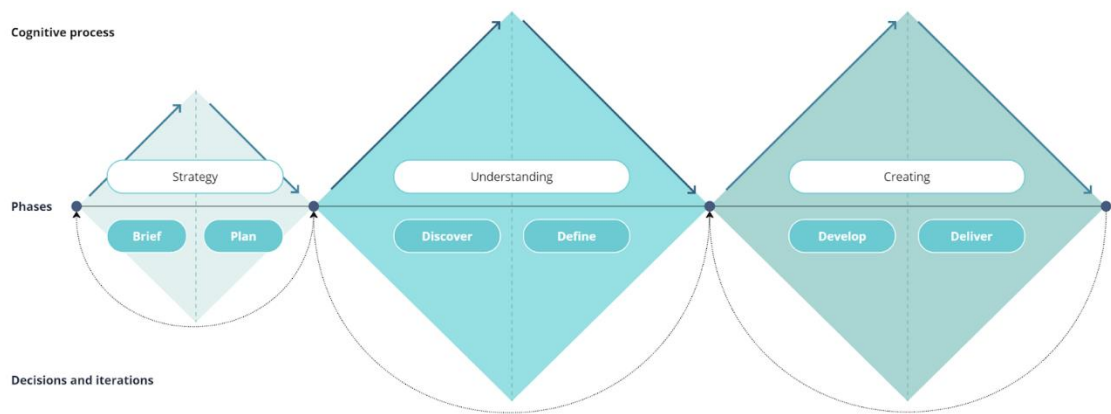 Cognitive process
Strategy
Understanding
Creating
Phases
Brief
Plan
Discover
Define
Develop
Deliver
Decisions and iterations